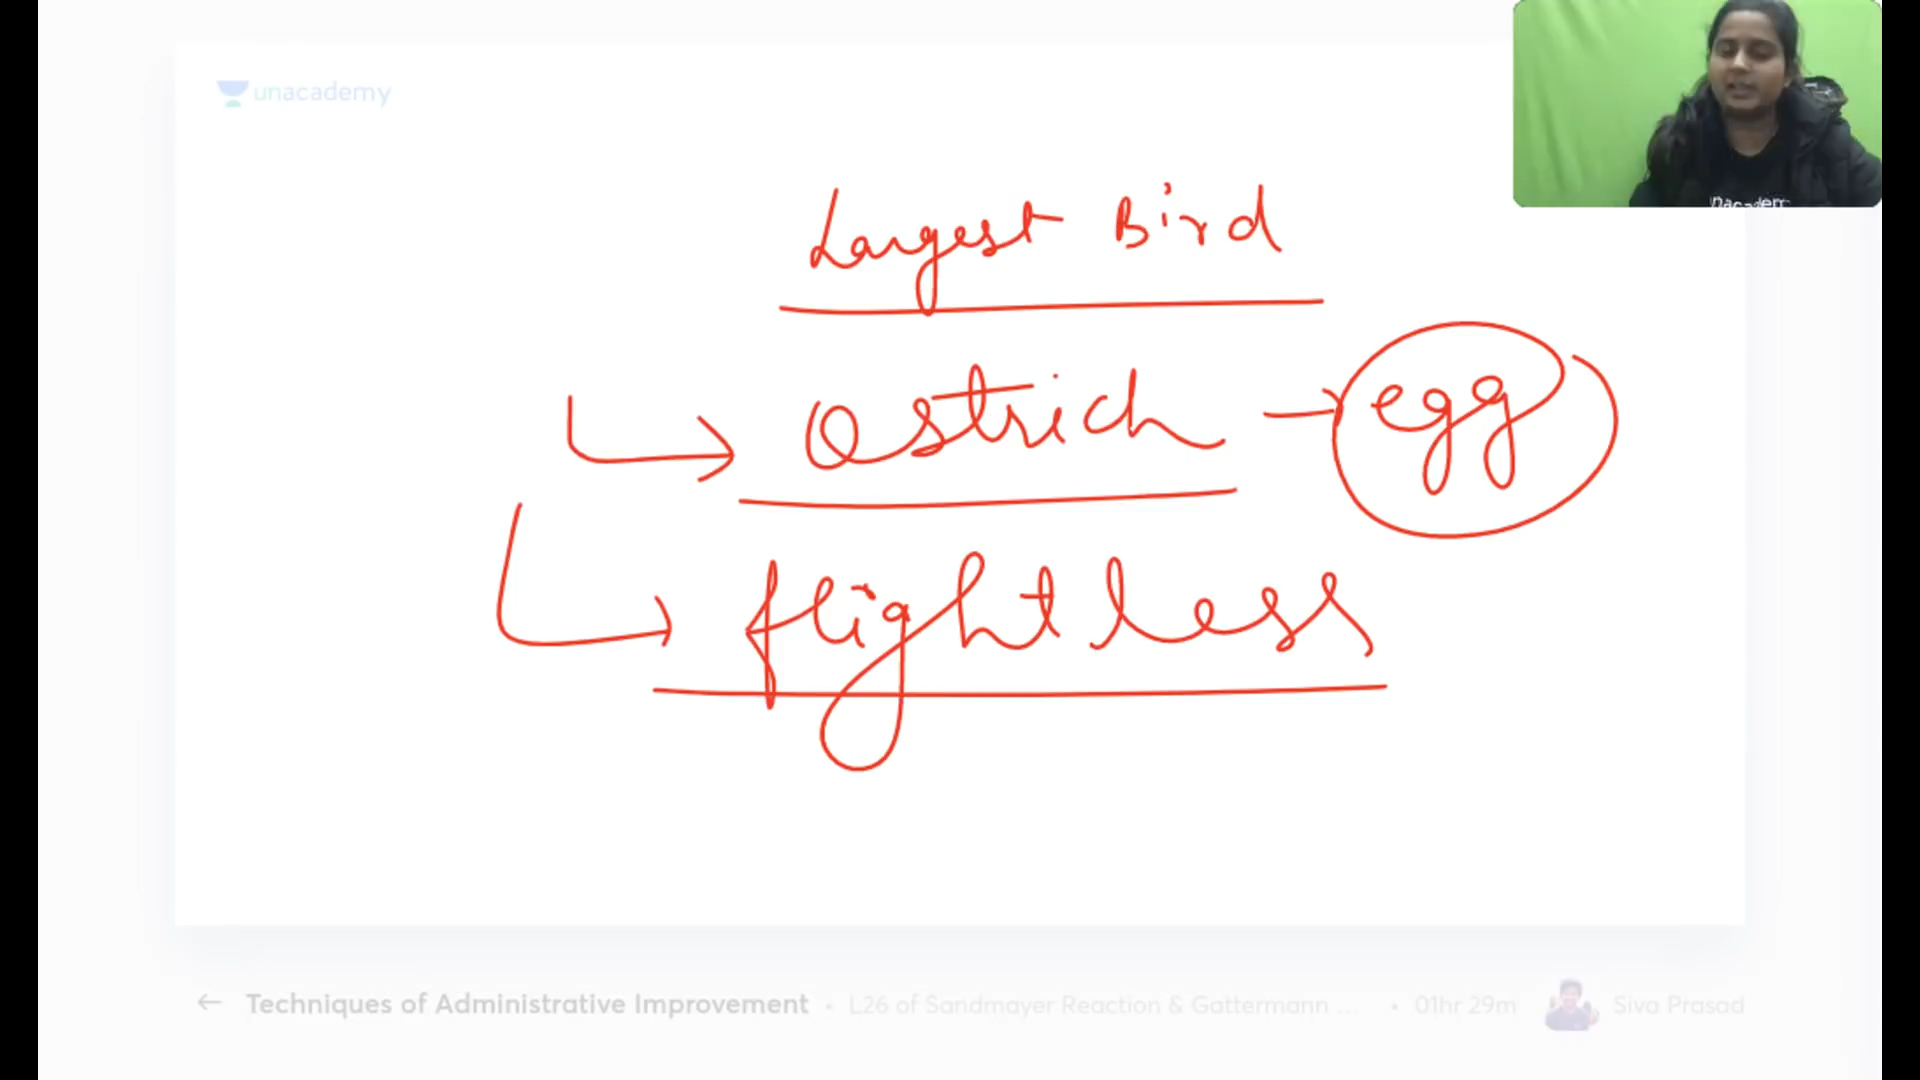 unacademy
Largest Bird
Ostrich → egg
flightless
← Techniques of Administrative Improvement • L26 of Sandmayer Reaction & Gattermann ... • 01hr 29m Siva Prasad